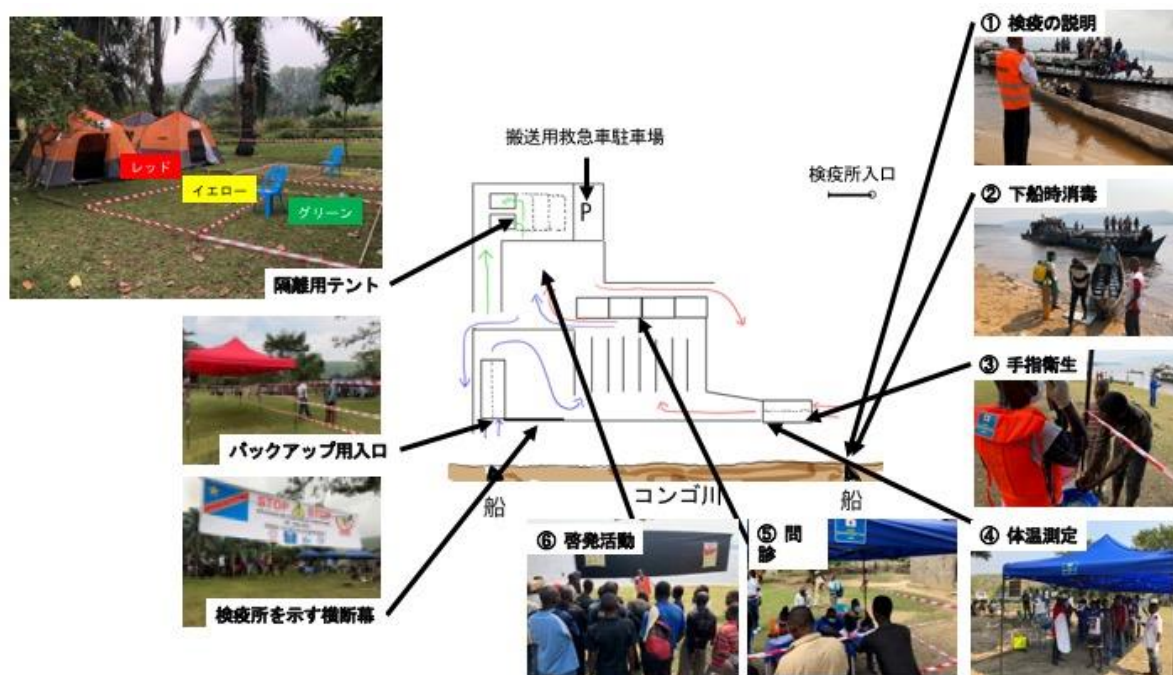 ① 検疫の説明
搬送用救急車駐車場
検疫所入口
② 下船時消毒
レッド
イエロー
グリーン
P
隔離用テント
③ 手指衛生
バックアップ用入口
コンゴ川
船
船
STOP
⑥ 啓発活動
⑤ 問
診
④ 体温測定
検疫所を示す横断幕